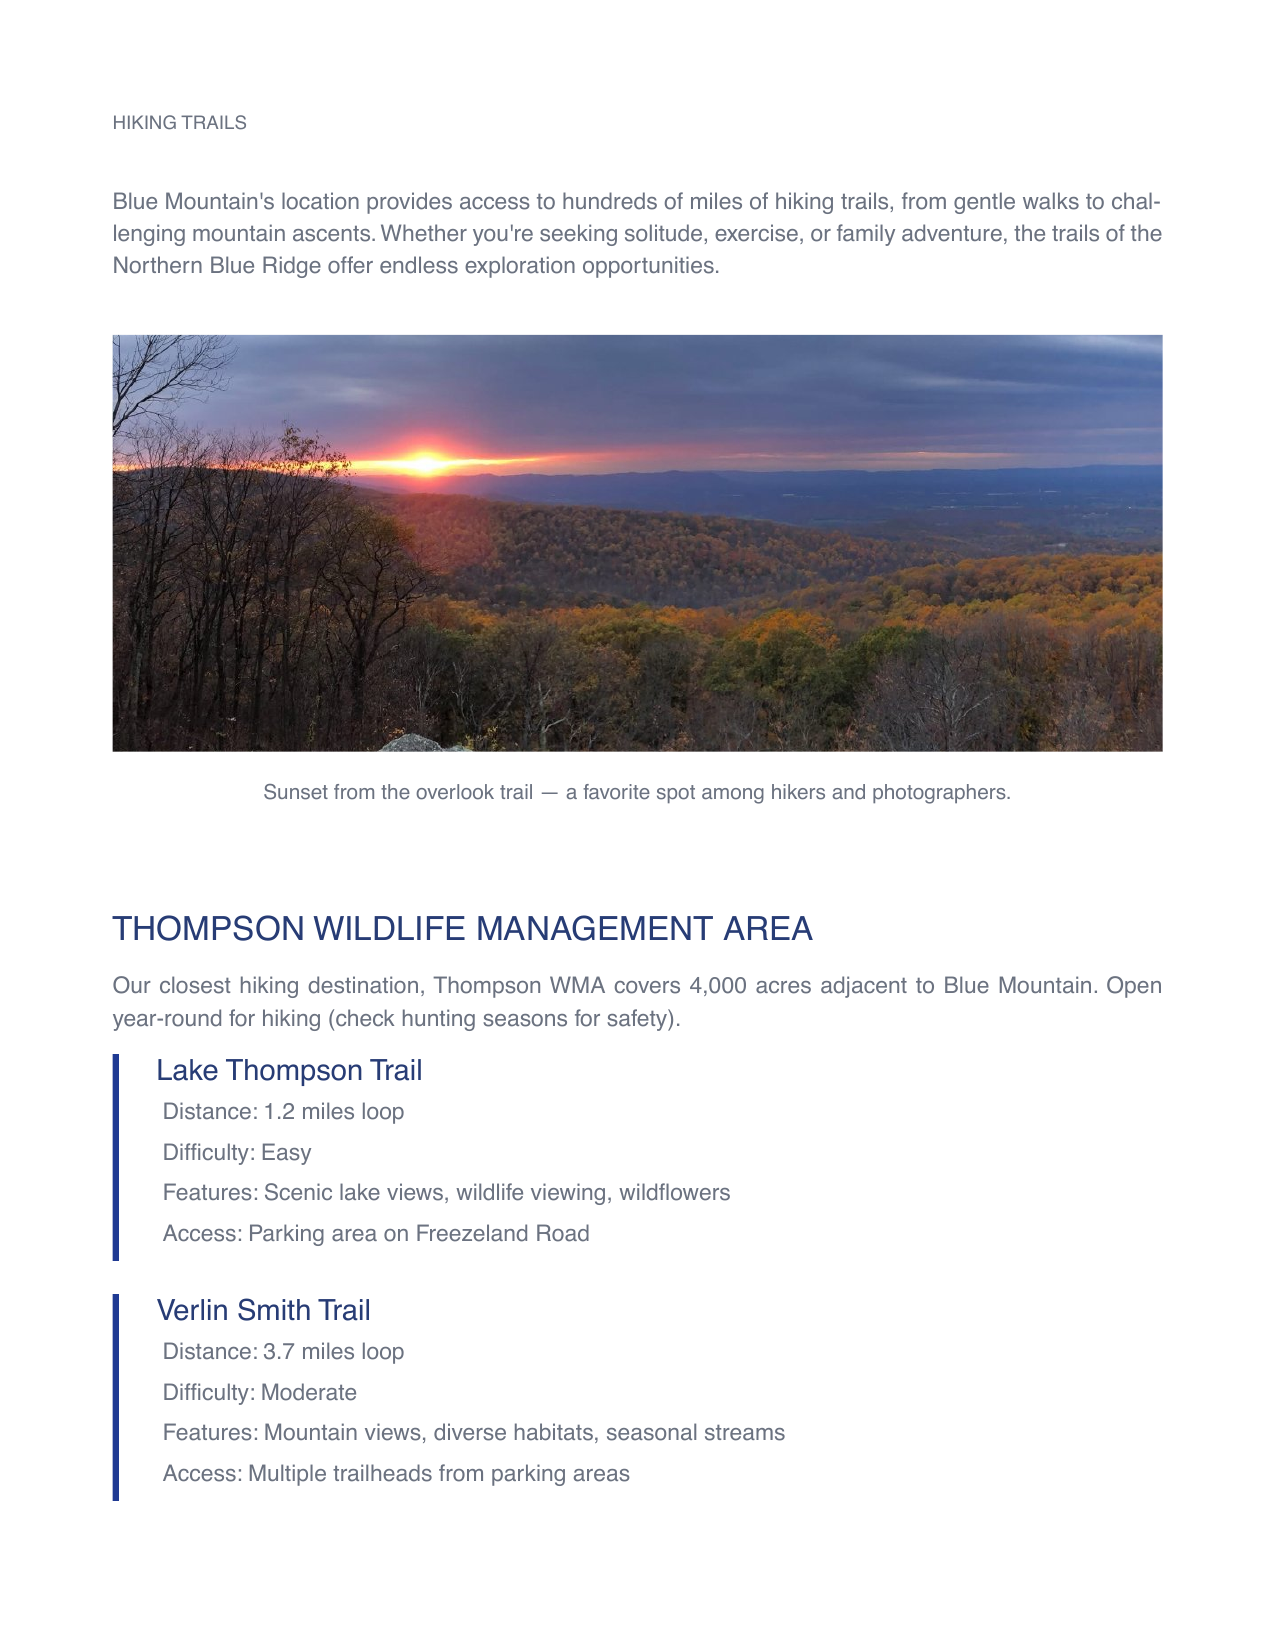 HIKING TRAILS
Blue Mountain's location provides access to hundreds of miles of hiking trails, from gentle walks to chal-
lenging mountain ascents. Whether you're seeking solitude, exercise, or family adventure, the trails of the
Northern Blue Ridge offer endless exploration opportunities.
Sunset from the overlook trail — a favorite spot among hikers and photographers.
THOMPSON WILDLIFE MANAGEMENT AREA
Our closest hiking destination, Thompson WMA covers 4,000 acres adjacent to Blue Mountain. Open
year-round for hiking (check hunting seasons for safety).
Lake Thompson Trail
Distance: 1.2 miles loop
Difficulty: Easy
Features: Scenic lake views, wildlife viewing, wildflowers
Access: Parking area on Freezeland Road
Verlin Smith Trail
Distance: 3.7 miles loop
Difficulty: Moderate
Features: Mountain views, diverse habitats, seasonal streams
Access: Multiple trailheads from parking areas